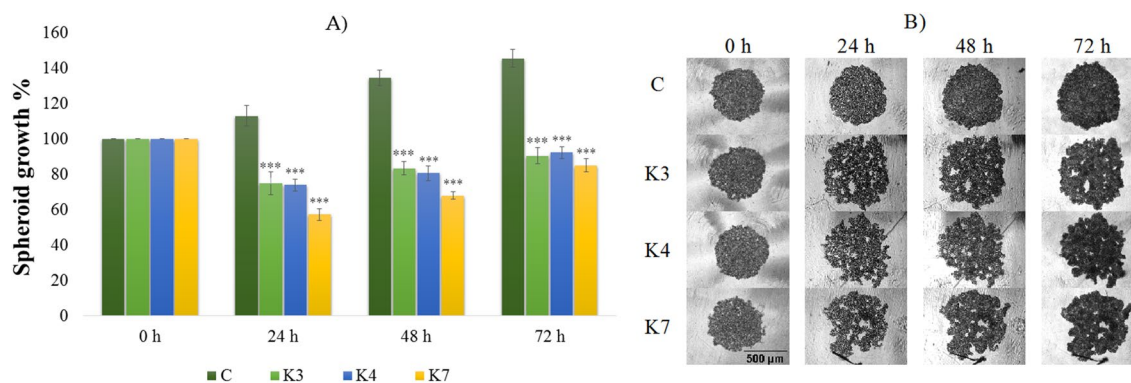 A)
Spheroid growth %
160
140
120
100
80
60
40
20
0
*** *** ***
*** *** ***
*** *** ***
0 h 24 h 48 h 72 h
C K3 K4 K7
B)
0 h 24 h 48 h 72 h
C
K3
K4
K7
500 µm